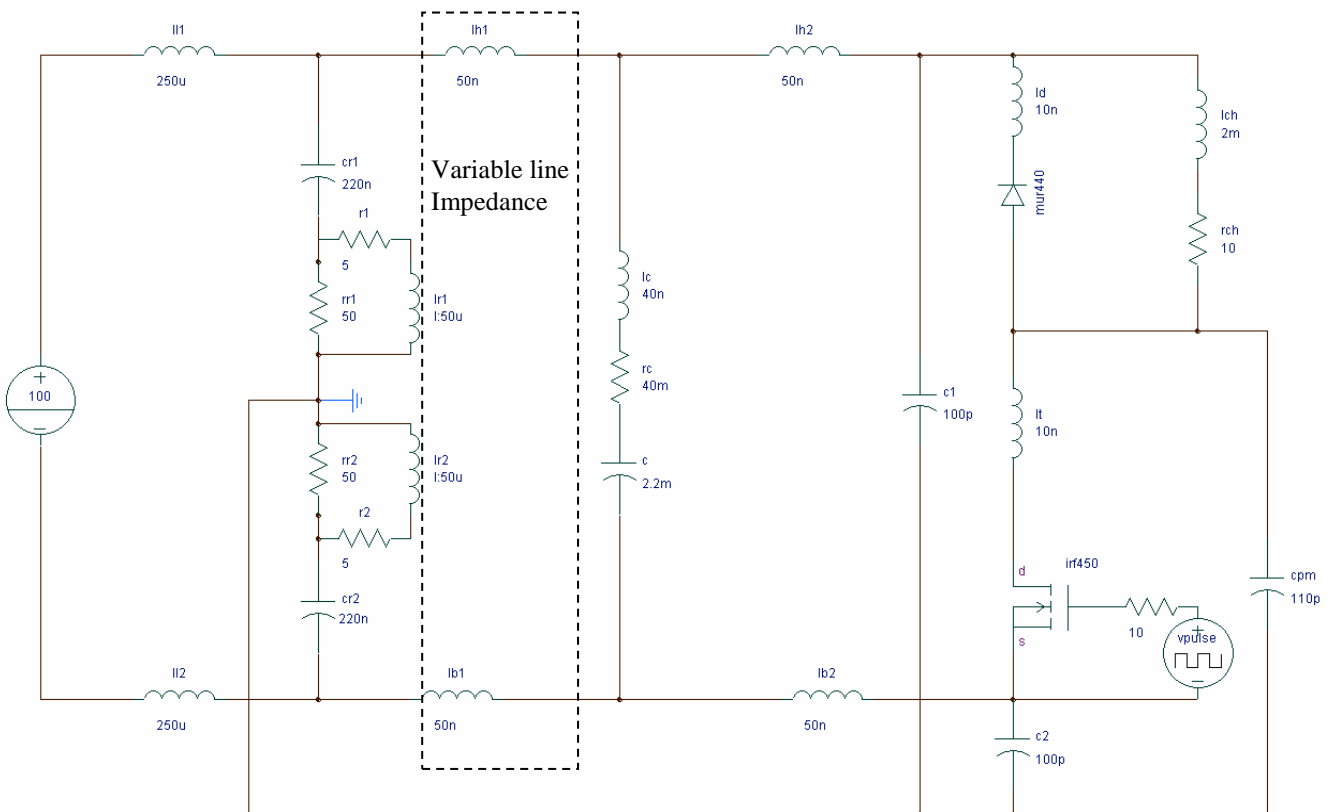 ll1
250u
lh1
50n
lh2
50n
ld
10n
lch
2m
cr1
220n
Variable line
Impedance
mur440
r1
5
rr1
50
lr1
l:50u
lc
40n
rch
10
rc
40m
+
100
−
c1
100p
lt
10n
rr2
50
lr2
l:50u
c
2.2m
r2
5
cr2
220n
d
irf450
s
10
+
vpulse
−
cpm
110p
ll2
250u
lb1
50n
lb2
50n
c2
100p